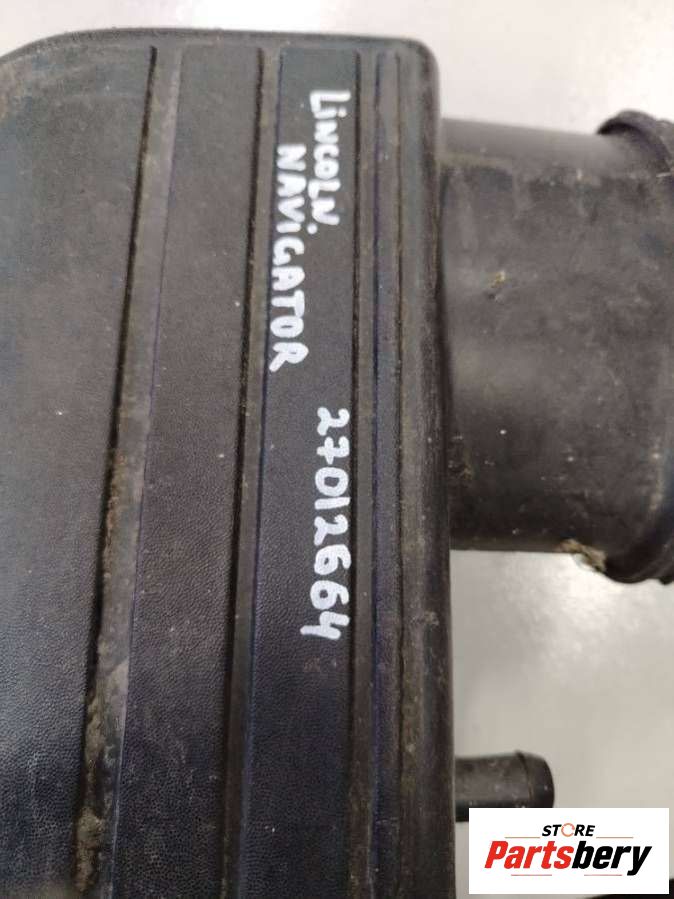 LINCOLN.
NAVIGATOR
27012664
STORE
Partsbery